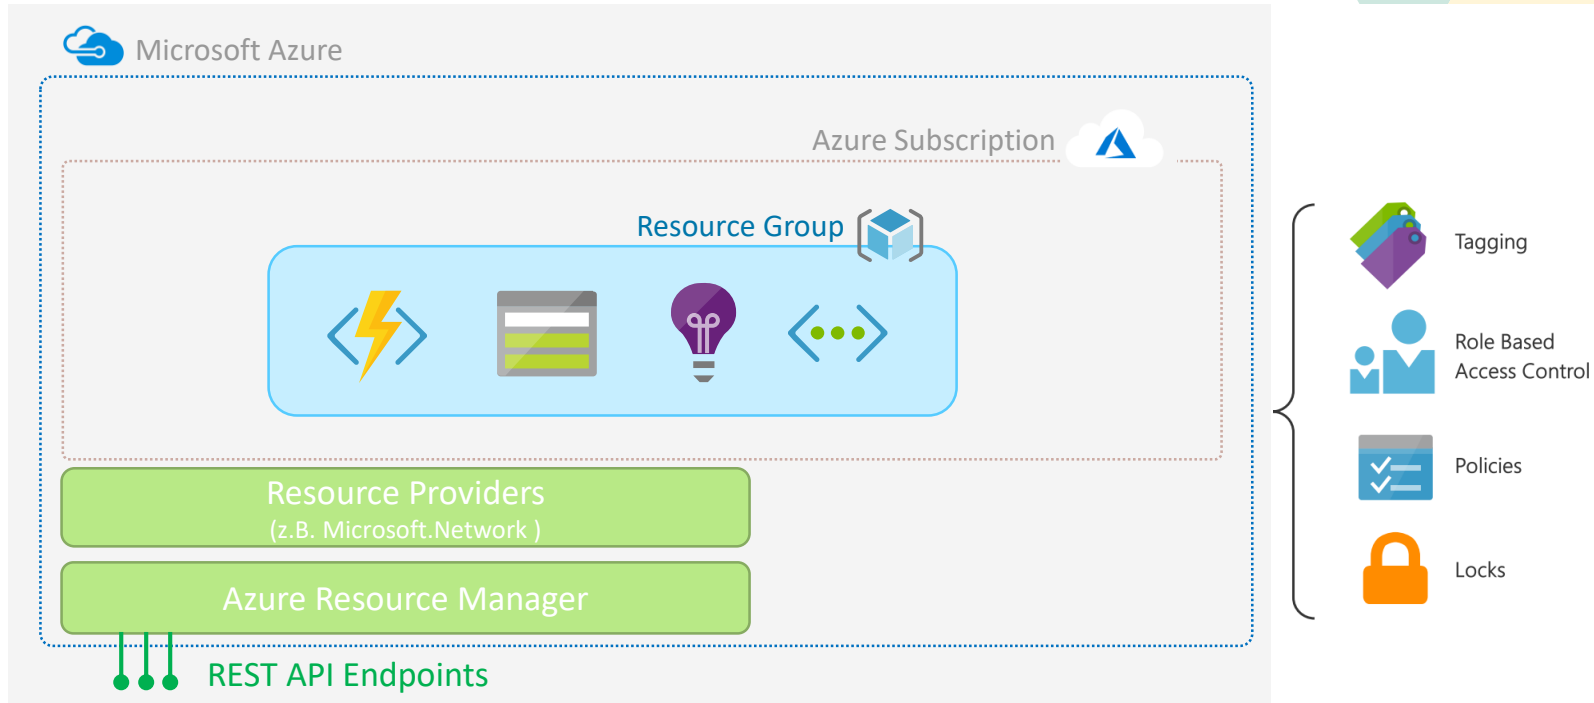 Microsoft Azure
Azure Subscription
Resource Group
Resource Providers
(z.B. Microsoft.Network )
Azure Resource Manager
REST API Endpoints
Tagging
Role Based
Access Control
Policies
Locks